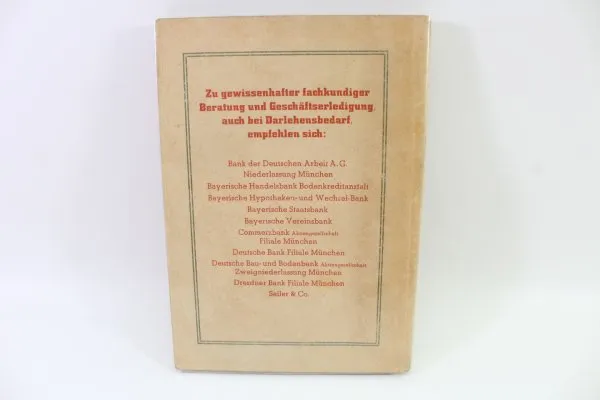 Zu gewissenhafter fachkundiger
Beratung und Geschäftserledigung,
auch bei Darlehensbedarf,
empfehlen sich:
Bank der Deutschen Arbeit A. G.
Niederlassung München
Bayerische Handelsbank Bodenkreditanstalt
Bayerische Hypotheken- und Wechsel-Bank
Bayerische Staatsbank
Bayerische Vereinsbank
Commerzbank Aktiengesellschaft
Filiale München
Deutsche Bank Filiale München
Deutsche Bau- und Bodenbank Aktiengesellschaft
Zweigniederlassung München
Dresdner Bank Filiale München
Seiler & Co.